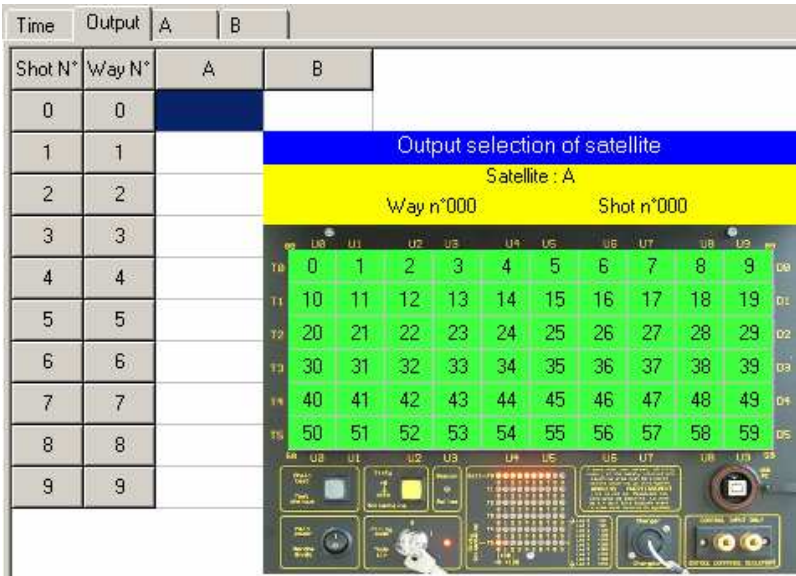 Time Output A B
Shot N° Way N° A B
0 0
1 1
2 2
3 3
4 4
5 5
6 6
7 7
8 8
9 9
Output selection of satellite
Satellite : A
Way n°000 Shot n°000
U0 U1 U2 U3 U4 U5 U6 U7 U8 U9
T0 0 1 2 3 4 5 6 7 8 9 D0
T1 10 11 12 13 14 15 16 17 18 19 D1
T2 20 21 22 23 24 25 26 27 28 29 D2
T3 30 31 32 33 34 35 36 37 38 39 D3
T4 40 41 42 43 44 45 46 47 48 49 D4
T5 50 51 52 53 54 55 56 57 58 59 D5
U0 U1 U2 U3 U4 U5 U6 U7 U8 U9
CONTROL INPUT ONLY
Charger